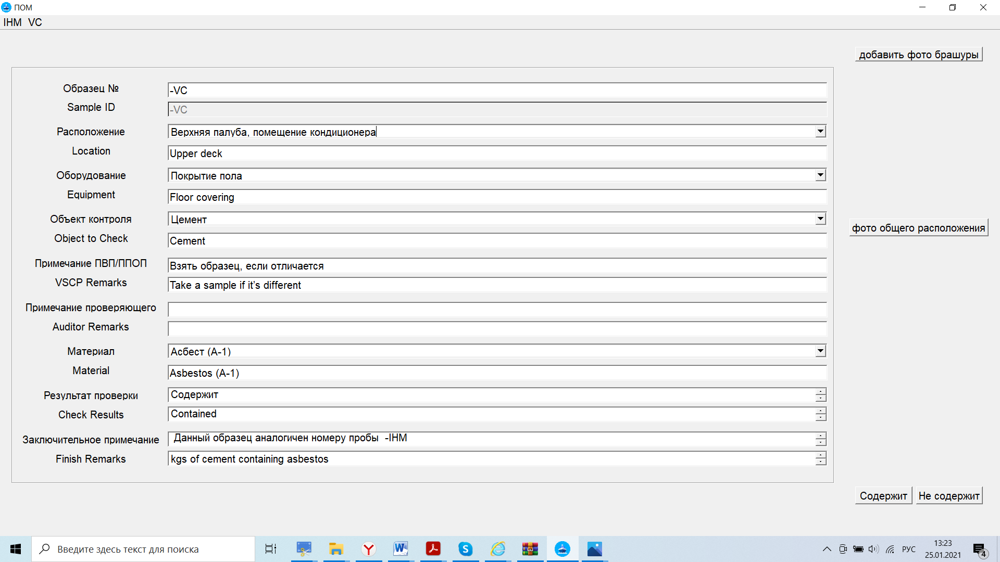 ПОМ
IHM VC
добавить фото брашуры
Образец № -VC
Sample ID -VC
Расположение Верхняя палуба, помещение кондиционера
Location Upper deck
Оборудование Покрытие пола
Equipment Floor covering
Объект контроля Цемент
фото общего расположения
Object to Check Cement
Примечание ПВП/ППОП Взять образец, если отличается
VSCP Remarks Take a sample if it's different
Примечание проверяющего
Auditor Remarks
Материал Асбест (А-1)
Material Asbestos (A-1)
Результат проверки Содержит
Check Results Contained
Заключительное примечание Данный образец аналогичен номеру пробы -IHM
Finish Remarks kgs of cement containing asbestos
Содержит Не содержит
Введите здесь текст для поиска
РУС
13:23
25.01.2021
4